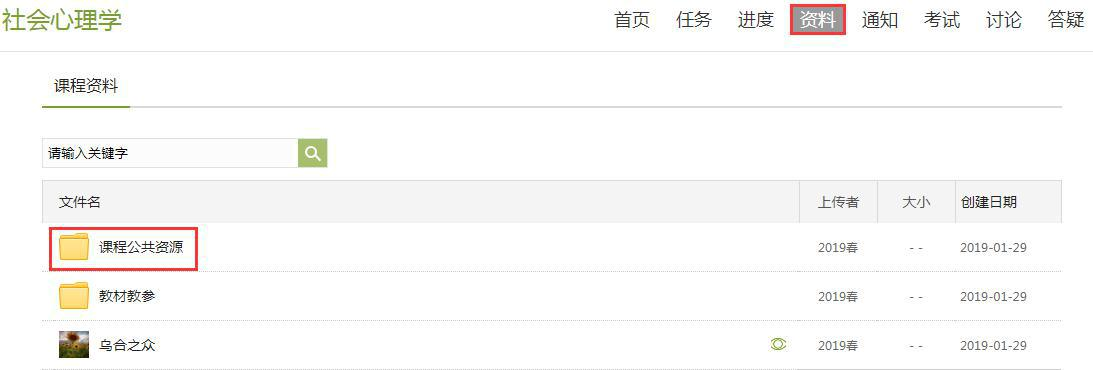 社会心理学 首页 任务 进度 资料 通知 考试 讨论 答疑
课程资料
请输入关键字
文件名 上传者 大小 创建日期
课程公共资源 2019春 - - 2019-01-29
教材教参 2019春 - - 2019-01-29
乌合之众 2019春 - - 2019-01-29